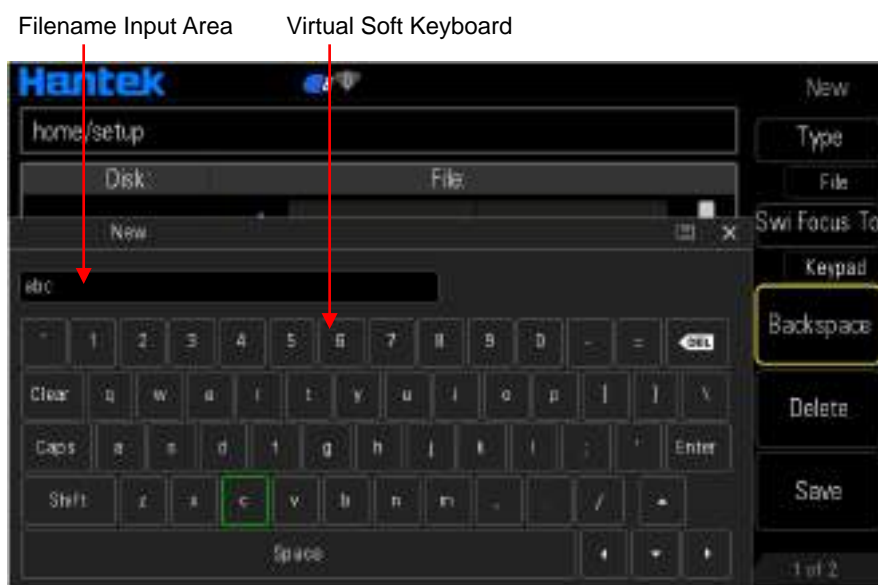 Filename Input Area Virtual Soft Keyboard
Hantek
New
home/setup
Type
Disk File
File
New
Swi Focus To
Keypad
abc
Backspace
1 2 3 4 5 6 7 8 9 0 - = DEL
Clear q w e r t y u i o p [ ] \
Delete
Caps a s d f g h j k l ; ' Enter
Shift z x c v b n m /
Save
Space
1 of 2